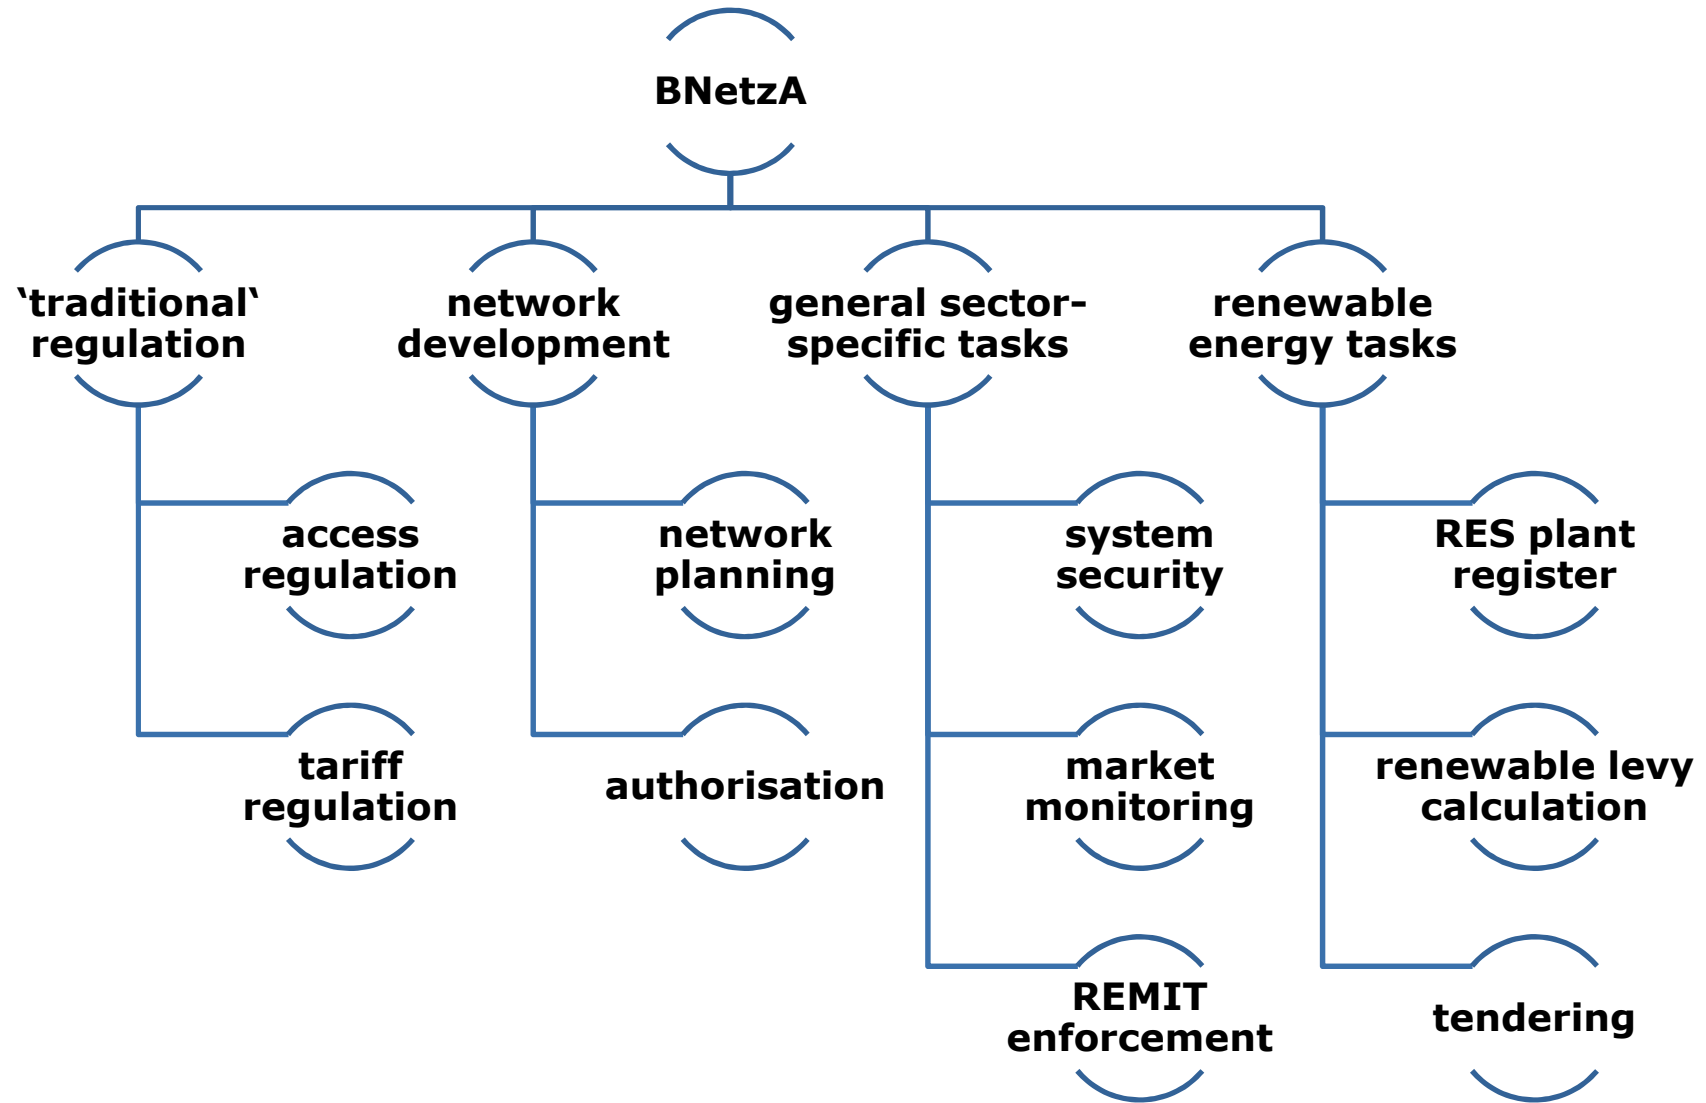 BNetzA
‛traditional‛
regulation
network
development
general sector-
specific tasks
renewable
energy tasks
access
regulation
network
planning
system
security
RES plant
register
tariff
regulation
authorisation
market
monitoring
renewable levy
calculation
REMIT
enforcement
tendering